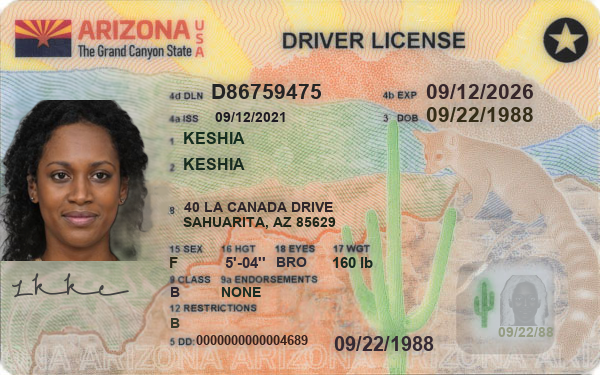 ARIZONA USA
The Grand Canyon State
DRIVER LICENSE
4d DLN D86759475 4b EXP 09/12/2026
4a ISS 09/12/2021 3 DOB 09/22/1988
1 KESHIA
2 KESHIA
8 40 LA CANADA DRIVE
SAHUARITA, AZ 85629
15 SEX 16 HGT 18 EYES 17 WGT
F 5'-04" BRO 160 lb
9 CLASS 9a ENDORSEMENTS
B NONE
12 RESTRICTIONS
B
5 DD: 0000000000004689 09/22/1988
09/22/88
ARIZONA ARIZONA ARIZONA